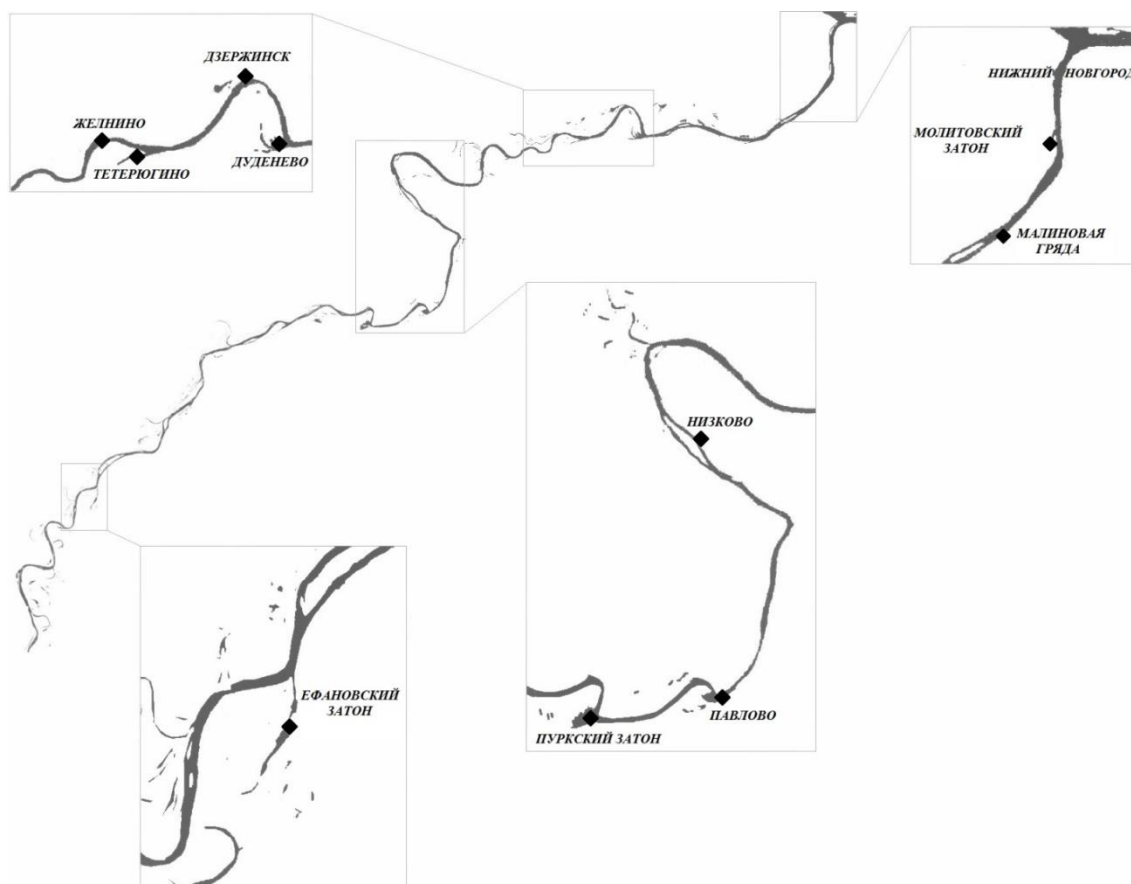 ДЗЕРЖИНСК
ЖЕЛНИНО
ТЕТЕРЮГИНО
ДУДЕНЕВО
НИЖНИЙ НОВГОРОД
МОЛИТОВСКИЙ
ЗАТОН
МАЛИНОВАЯ
ГРЯДА
НИЗКОВО
ПАВЛОВО
ПУРКСКИЙ ЗАТОН
ЕФАНОВСКИЙ
ЗАТОН